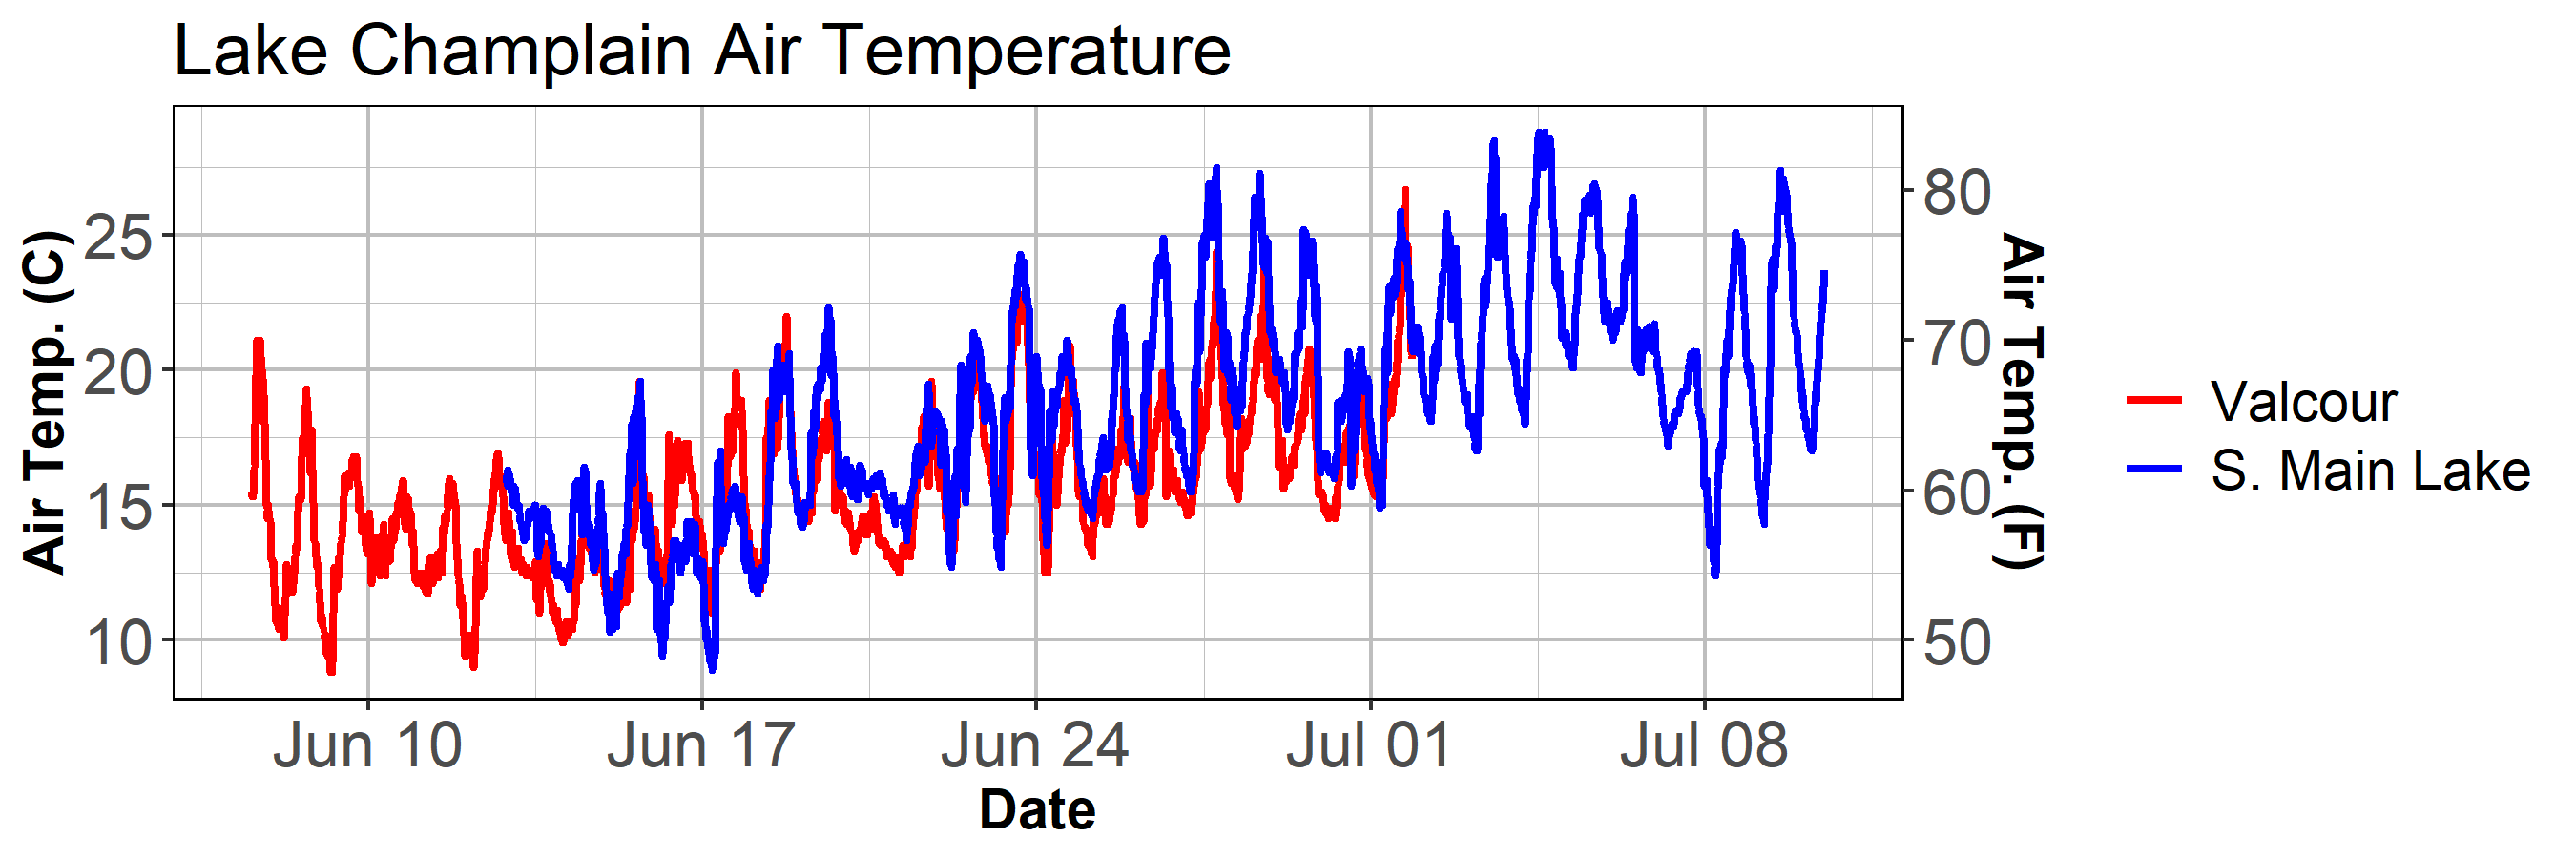 Lake Champlain Air Temperature
Air Temp. (C)
25
20
15
10
80
70
60
50
Air Temp. (F)
Jun 10
Jun 17
Jun 24
Jul 01
Jul 08
Date
Valcour
S. Main Lake